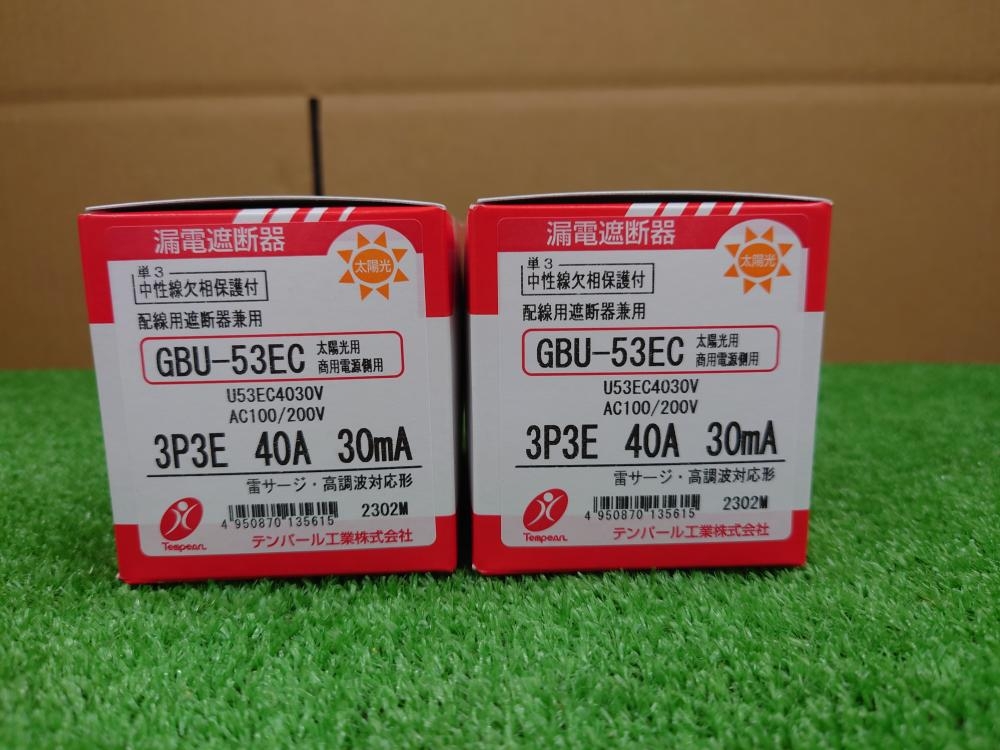 漏電遮断器
太陽光
単3
中性線欠相保護付
配線用遮断器兼用
GBU-53EC 太陽光用 商用電源側用
U53EC4030V
AC100/200V
3P3E 40A 30mA
雷サージ・高調波対応形
4 950870 135615 2302M
Tempearl テンパール工業株式会社
漏電遮断器
太陽光
単3
中性線欠相保護付
配線用遮断器兼用
GBU-53EC 太陽光用 商用電源側用
U53EC4030V
AC100/200V
3P3E 40A 30mA
雷サージ・高調波対応形
4 950870 135615 2302M
Tempearl テンパール工業株式会社